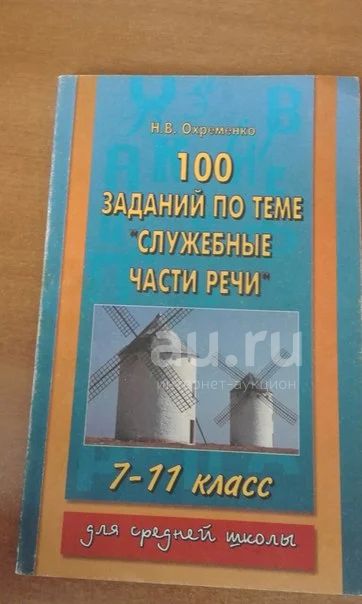 Н.В. Охременко
100
ЗАДАНИЙ ПО ТЕМЕ
"СЛУЖЕБНЫЕ
ЧАСТИ РЕЧИ"
au.ru
интернет-аукцион
7-11 класс
для средней школы